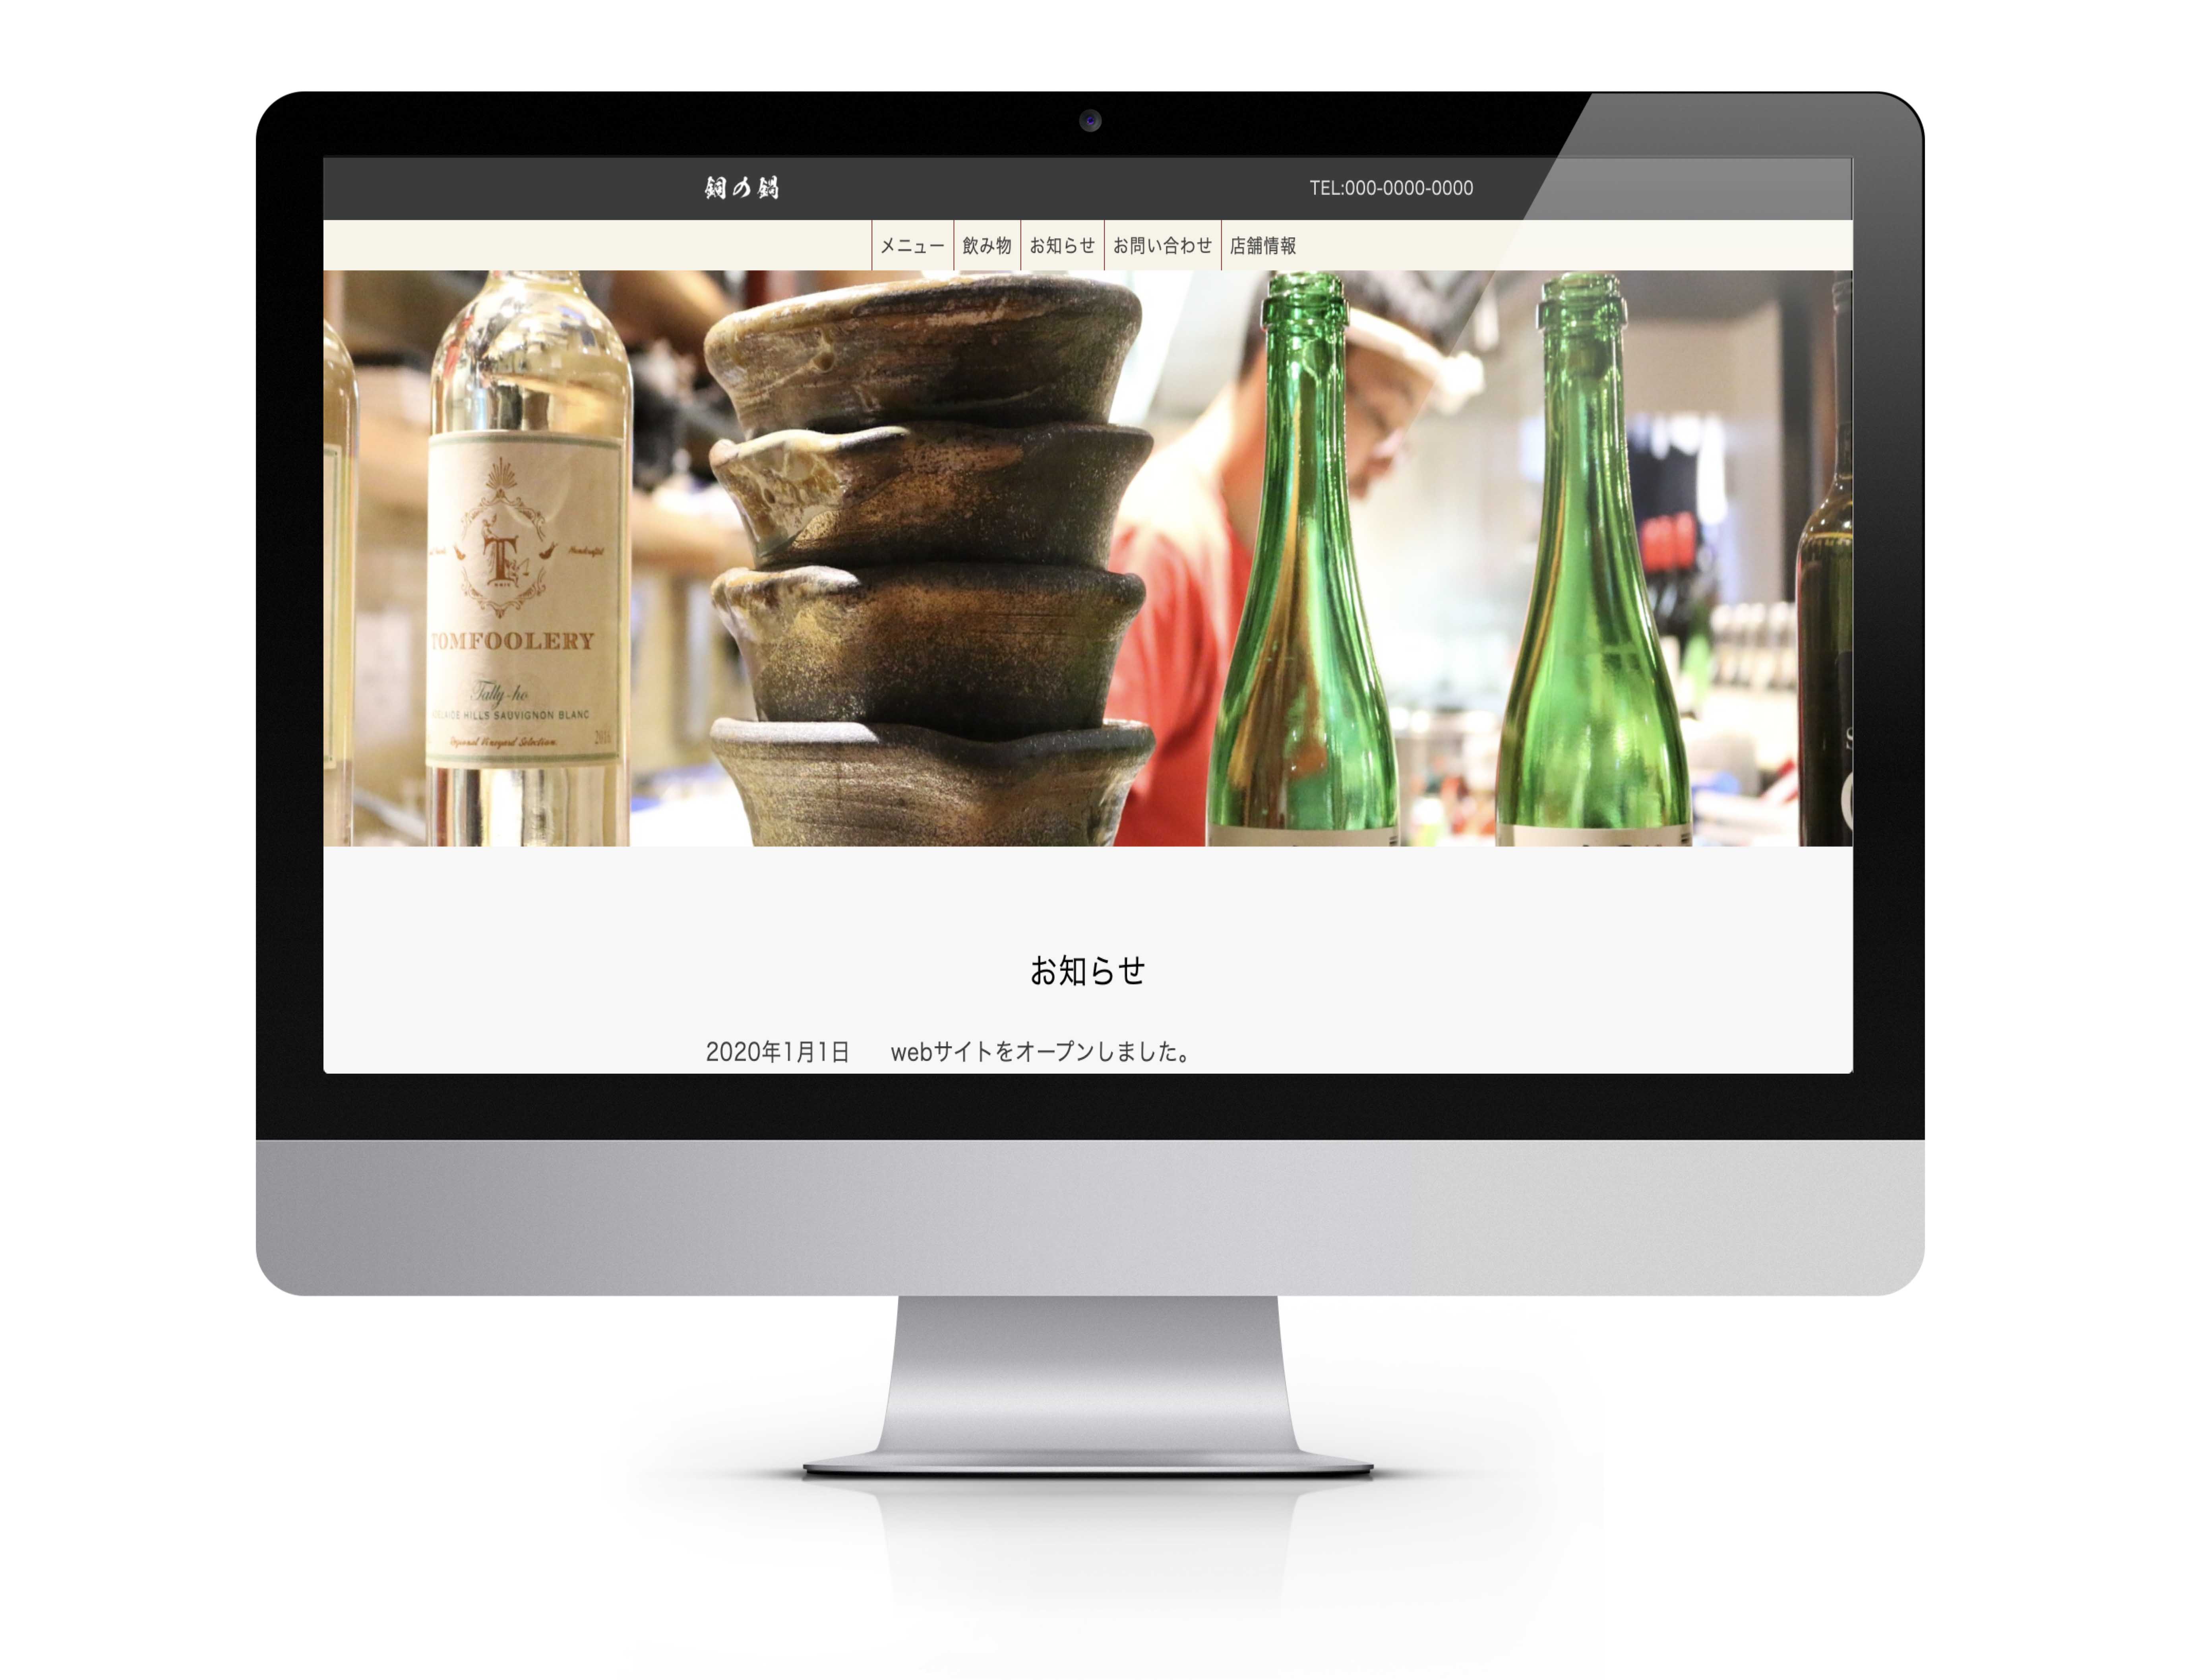 銅の鍋
TEL:000-0000-0000
メニュー 飲み物 お知らせ お問い合わせ 店舗情報
T
TOMFOOLERY
Tally-ho
ADELAIDE HILLS SAUVIGNON BLANC
Regional Vineyard Selection
2016
お知らせ
2020年1月1日 webサイトをオープンしました。